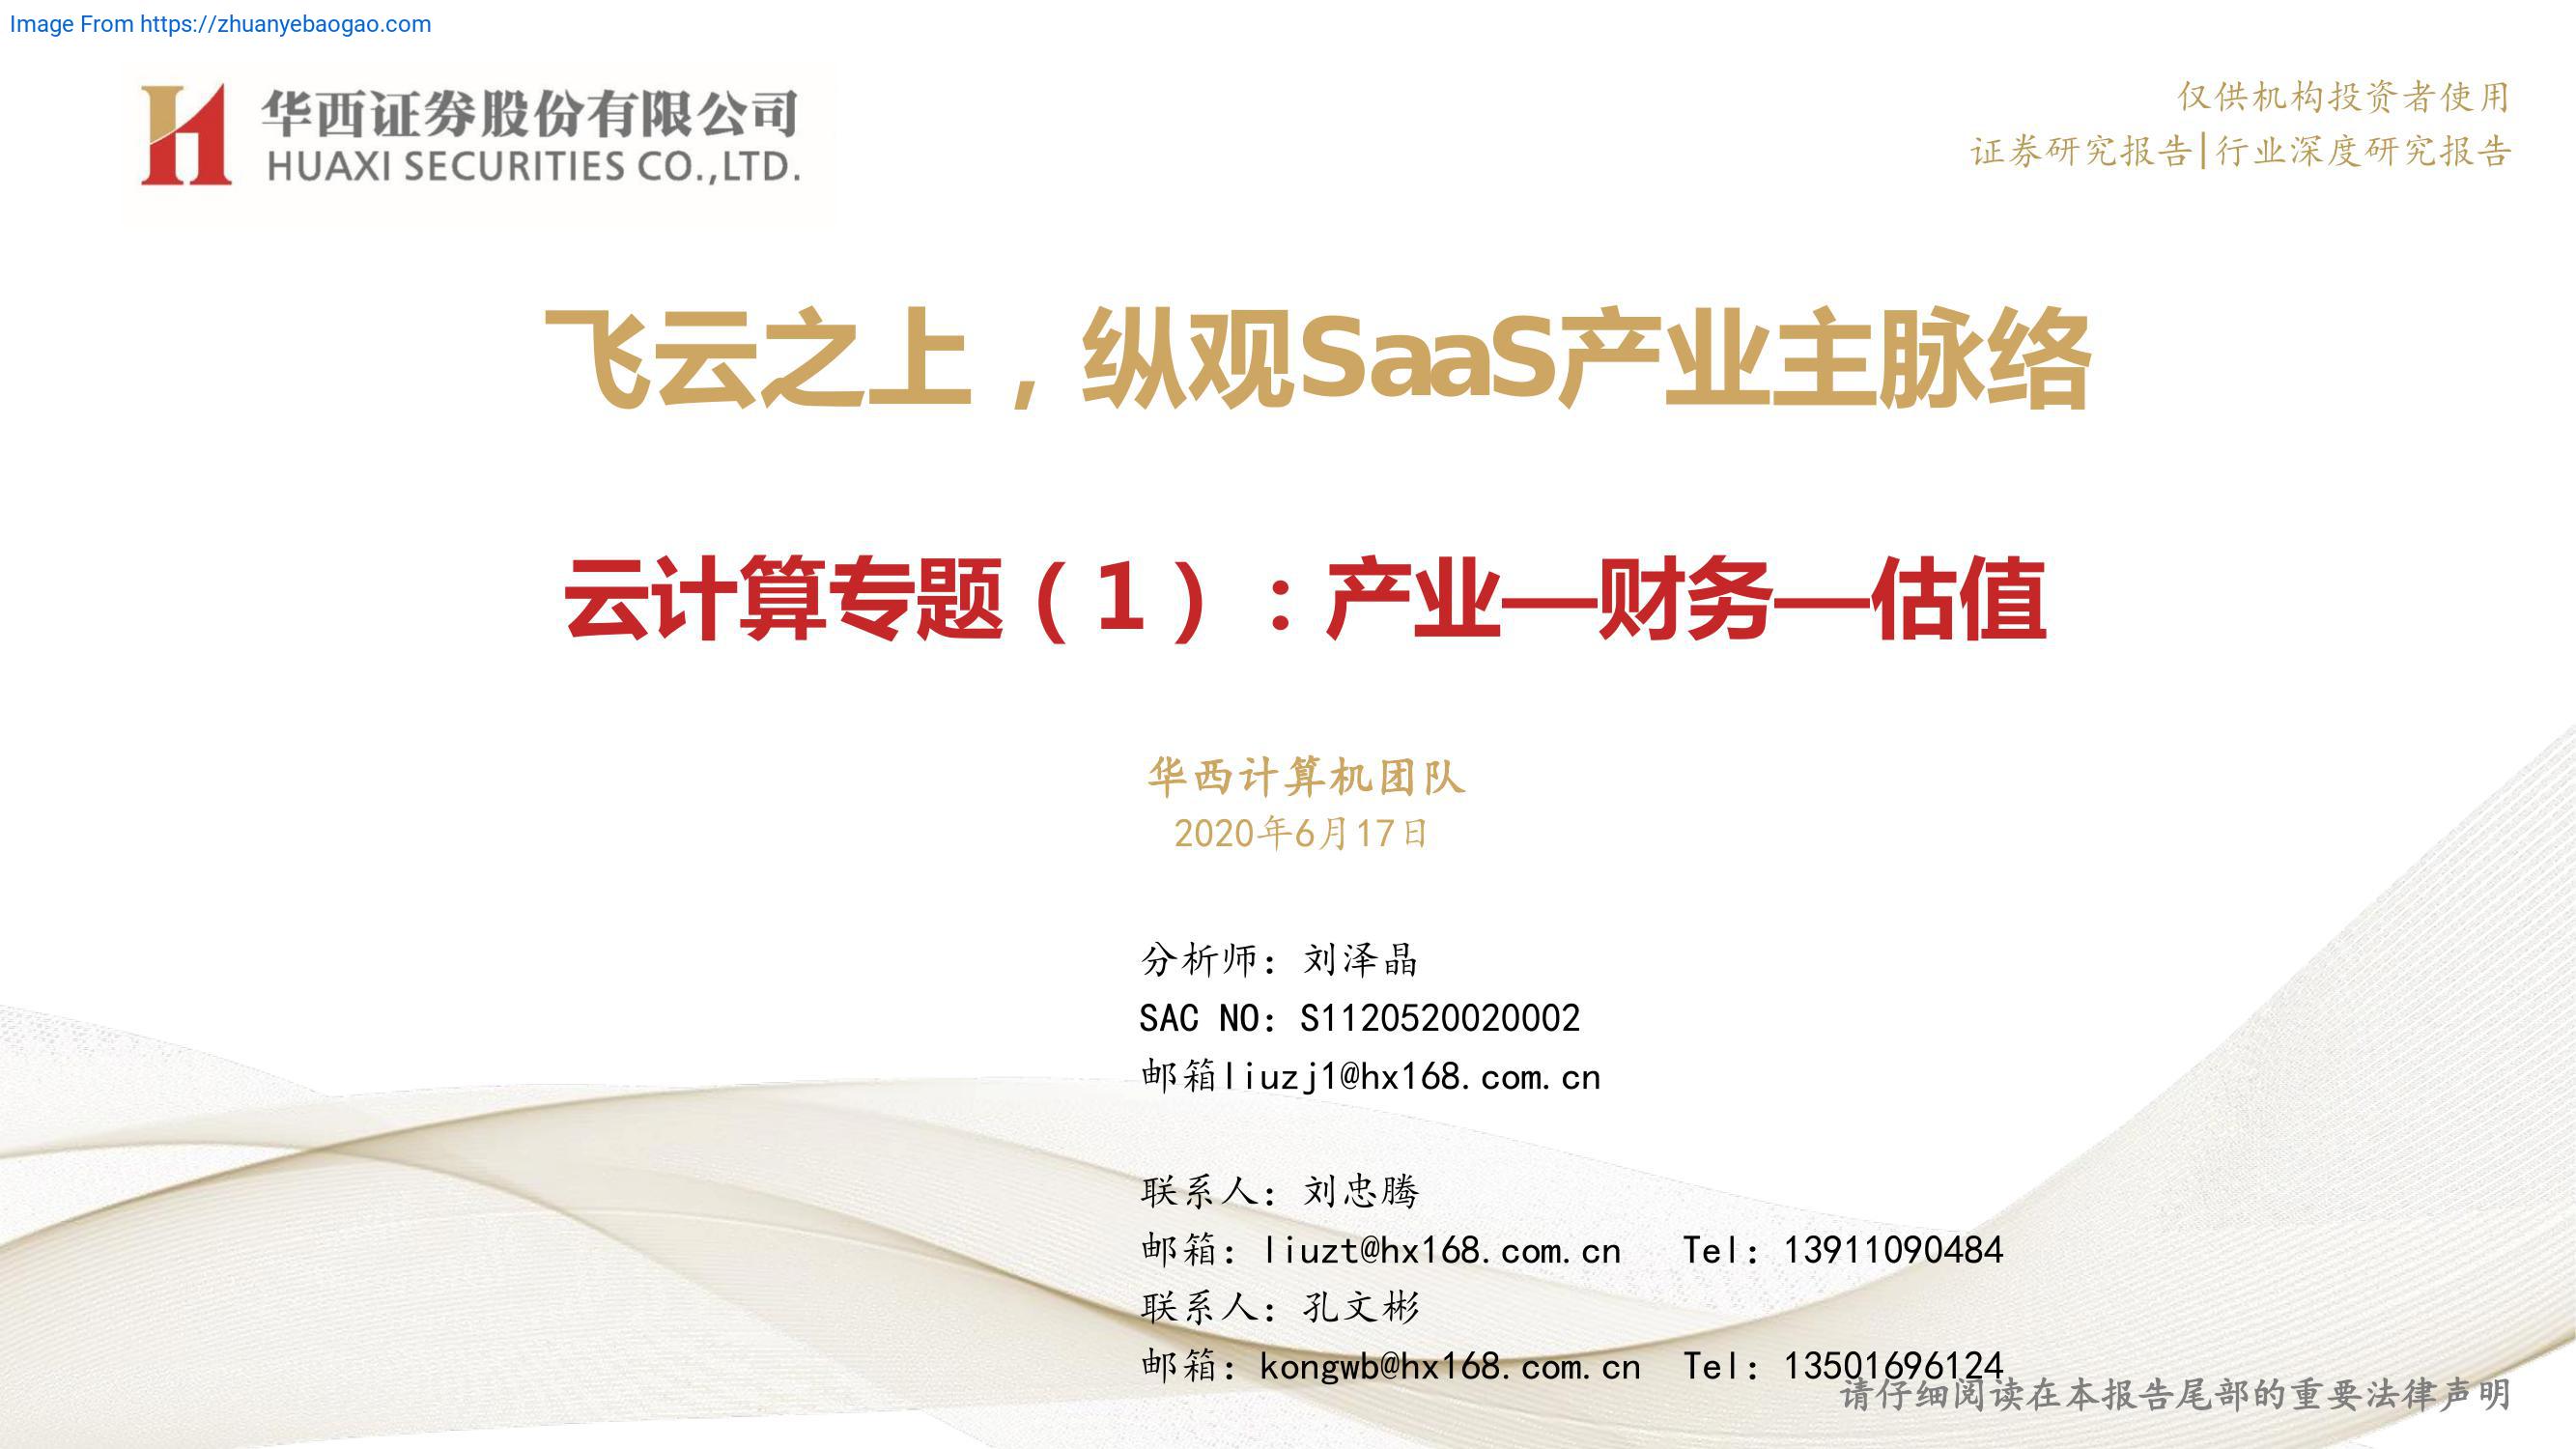 Image From https://zhuanyebaogao.com
华西证券股份有限公司
HUAXI SECURITIES CO.,LTD.
仅供机构投资者使用
证券研究报告|行业深度研究报告
飞云之上，纵观SaaS产业主脉络
云计算专题（1）：产业—财务—估值
华西计算机团队
2020年6月17日
分析师：刘泽晶
SAC NO：S1120520020002
邮箱liuzj1@hx168.com.cn
联系人：刘忠腾
邮箱：liuzt@hx168.com.cn Tel：13911090484
联系人：孔文彬
邮箱：kongwb@hx168.com.cn Tel：13501696124
请仔细阅读在本报告尾部的重要法律声明